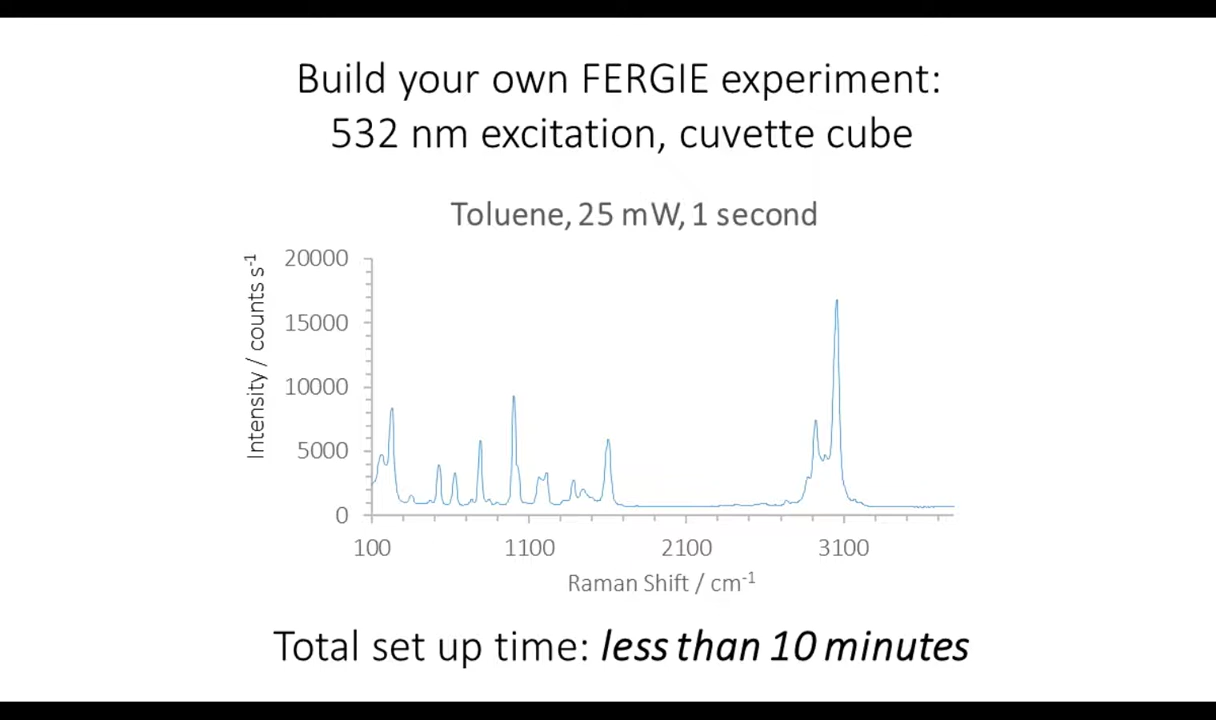 Build your own FERGIE experiment:
532 nm excitation, cuvette cube
Toluene, 25 mW, 1 second
Intensity / counts s⁻¹
20000
15000
10000
5000
0
100 1100 2100 3100
Raman Shift / cm⁻¹
Total set up time: less than 10 minutes